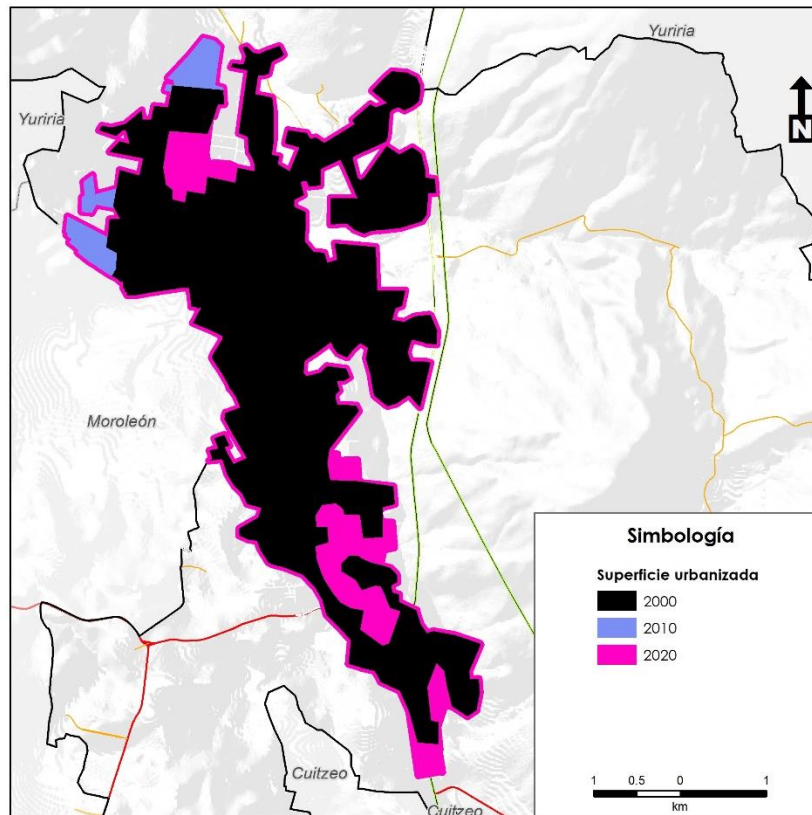 Yuriria
Yuriria
N
Moroleón
Cuitzeo
Cuitzeo
Simbología
Superficie urbanizada
2000
2010
2020
1 0.5 0 1
km